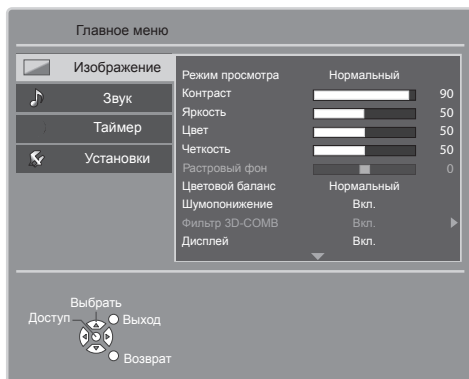 Главное меню
Изображение
Звук
Таймер
Установки
Режим просмотра Нормальный
Контраст 90
Яркость 50
Цвет 50
Четкость 50
Растровый фон 0
Цветовой баланс Нормальный
Шумопонижение Вкл.
Фильтр 3D-COMB Вкл.
Дисплей Вкл.
Выбрать
Доступ Выход
Возврат